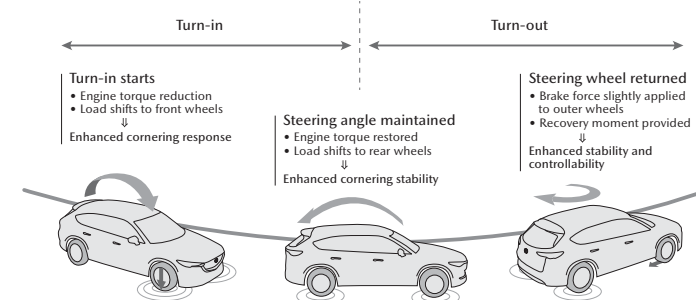 Turn-in
Turn-out
Turn-in starts
• Engine torque reduction
• Load shifts to front wheels
⇓
Enhanced cornering response
Steering angle maintained
• Engine torque restored
• Load shifts to rear wheels
⇓
Enhanced cornering stability
Steering wheel returned
• Brake force slightly applied
to outer wheels
• Recovery moment provided
⇓
Enhanced stability and
controllability